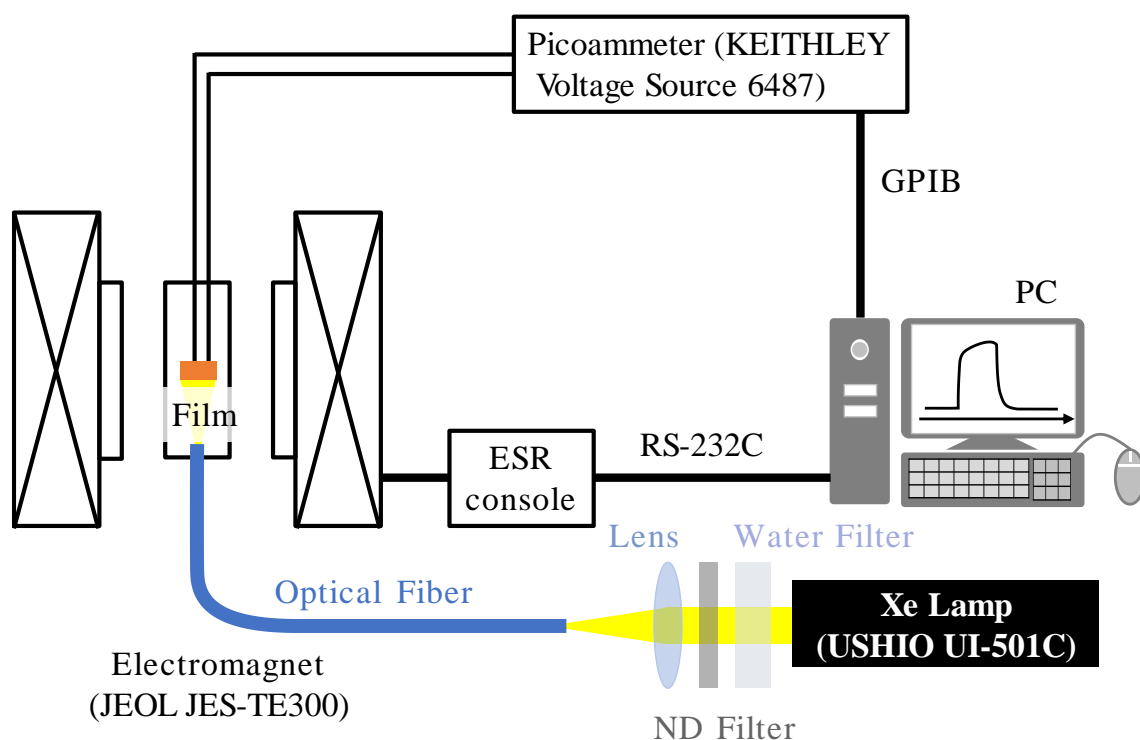 Picoammeter (KEITHLEY
Voltage Source 6487)
GPIB
PC
Film
ESR
console
RS-232C
Lens
Water Filter
Optical Fiber
Xe Lamp
(USHIO UI-501C)
Electromagnet
(JEOL JES-TE300)
ND Filter